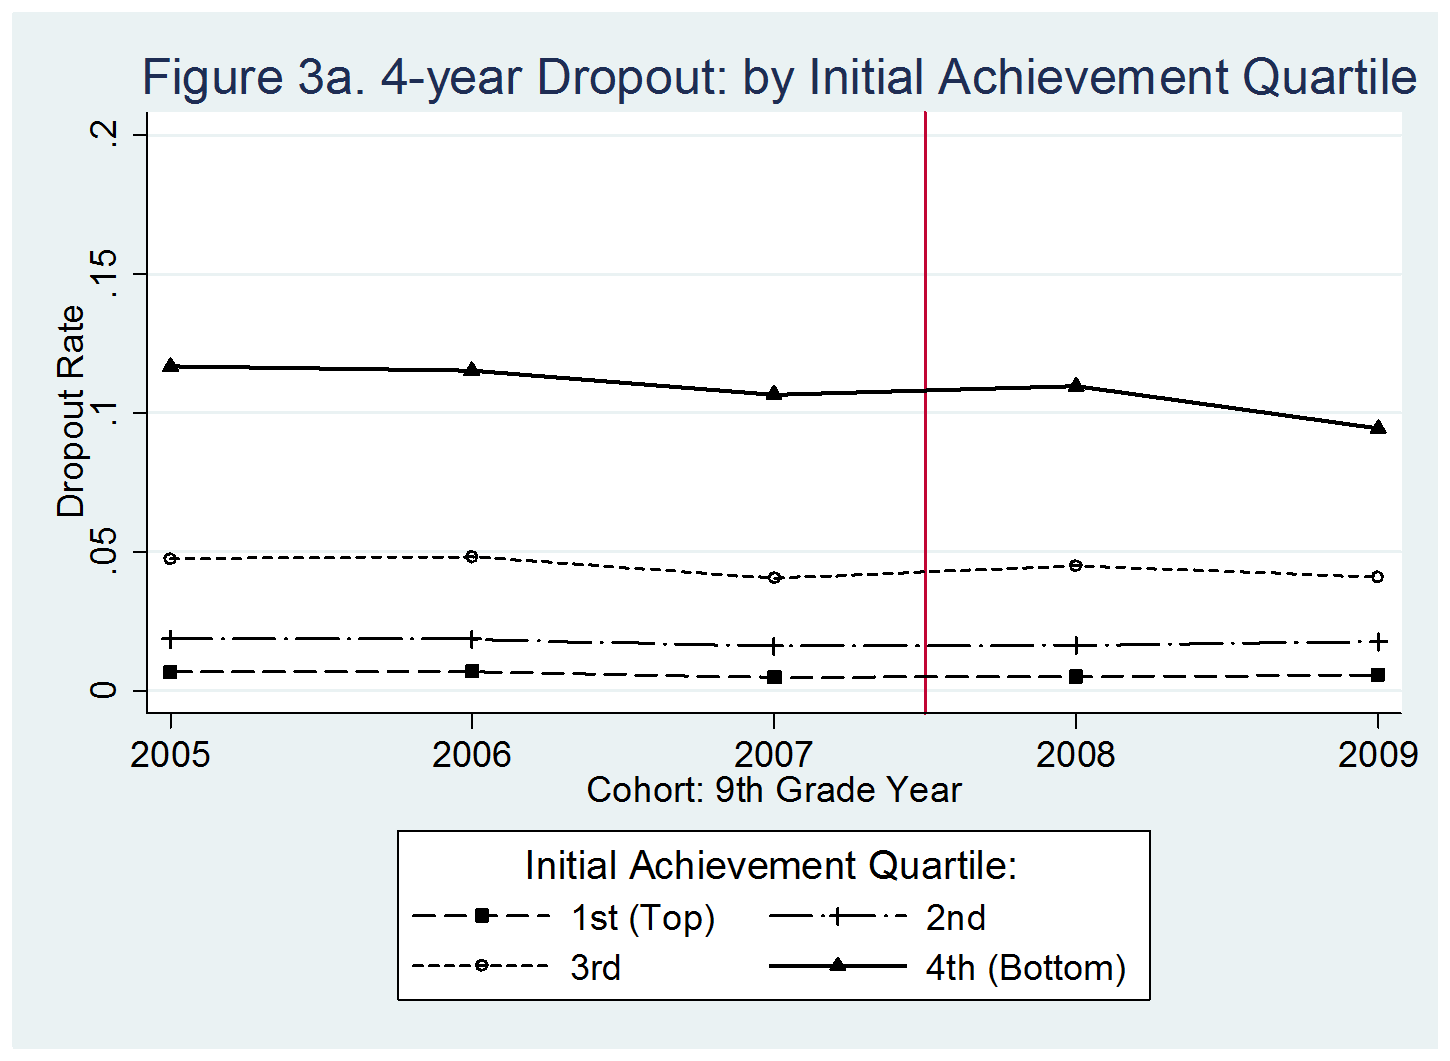 Figure 3a. 4-year Dropout: by Initial Achievement Quartile
.2
.15
.1
.05
0
Dropout Rate
2005 2006 2007 2008 2009
Cohort: 9th Grade Year
Initial Achievement Quartile:
1st (Top) 2nd
3rd 4th (Bottom)